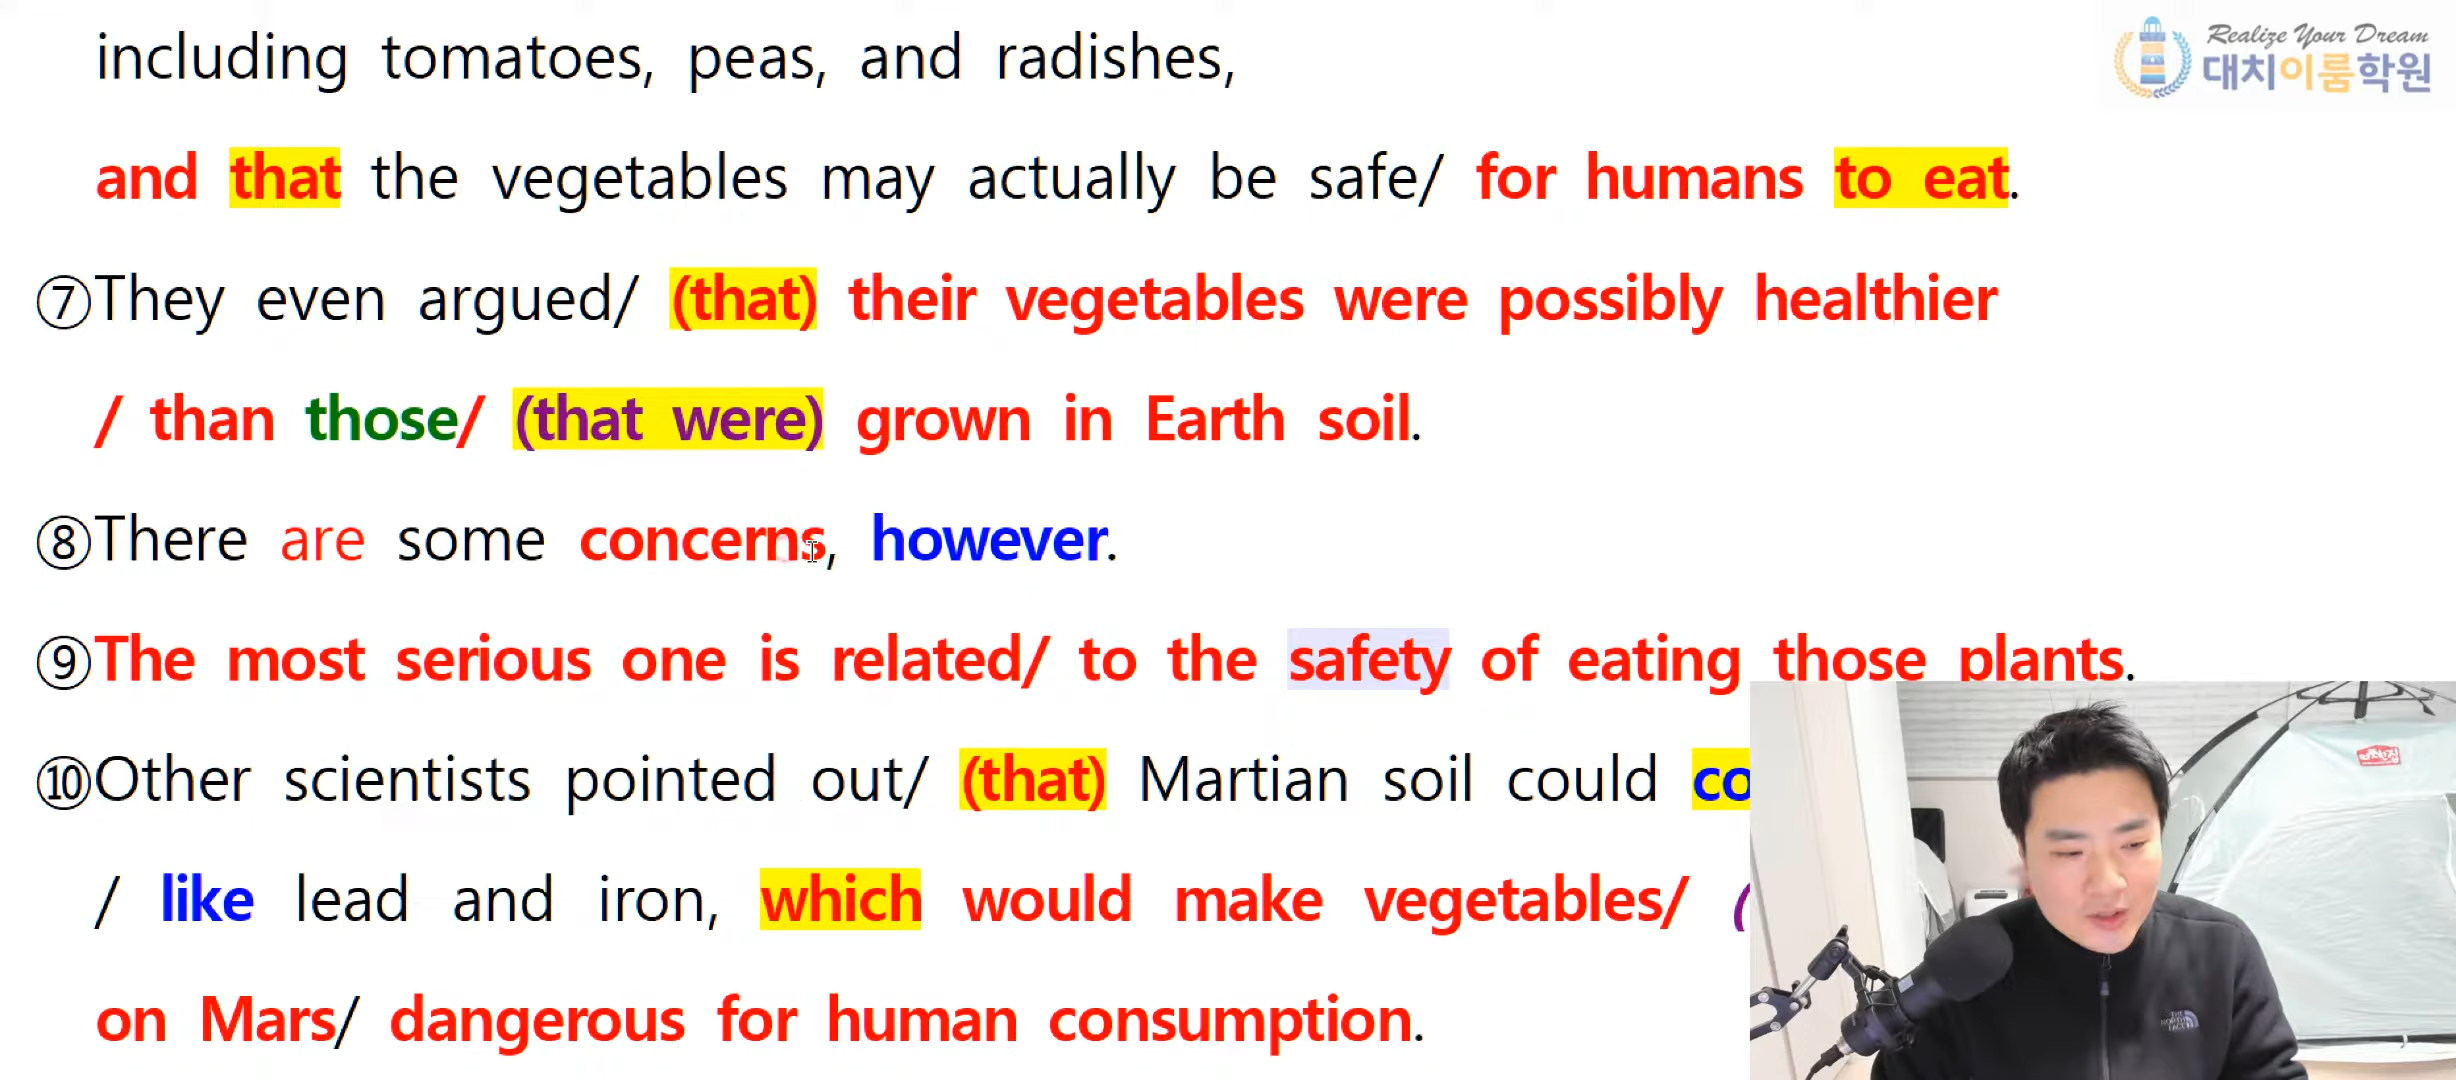 including tomatoes, peas, and radishes,
Realize Your Dream
대치이룸학원
and that the vegetables may actually be safe/ for humans to eat.
⑦They even argued/ (that) their vegetables were possibly healthier
/ than those/ (that were) grown in Earth soil.
⑧There are some concerns, however.
⑨The most serious one is related/ to the safety of eating those plants.
⑩Other scientists pointed out/ (that) Martian soil could
/ like lead and iron, which would make vegetables/ (
on Mars/ dangerous for human consumption.
THE NORTH FACE